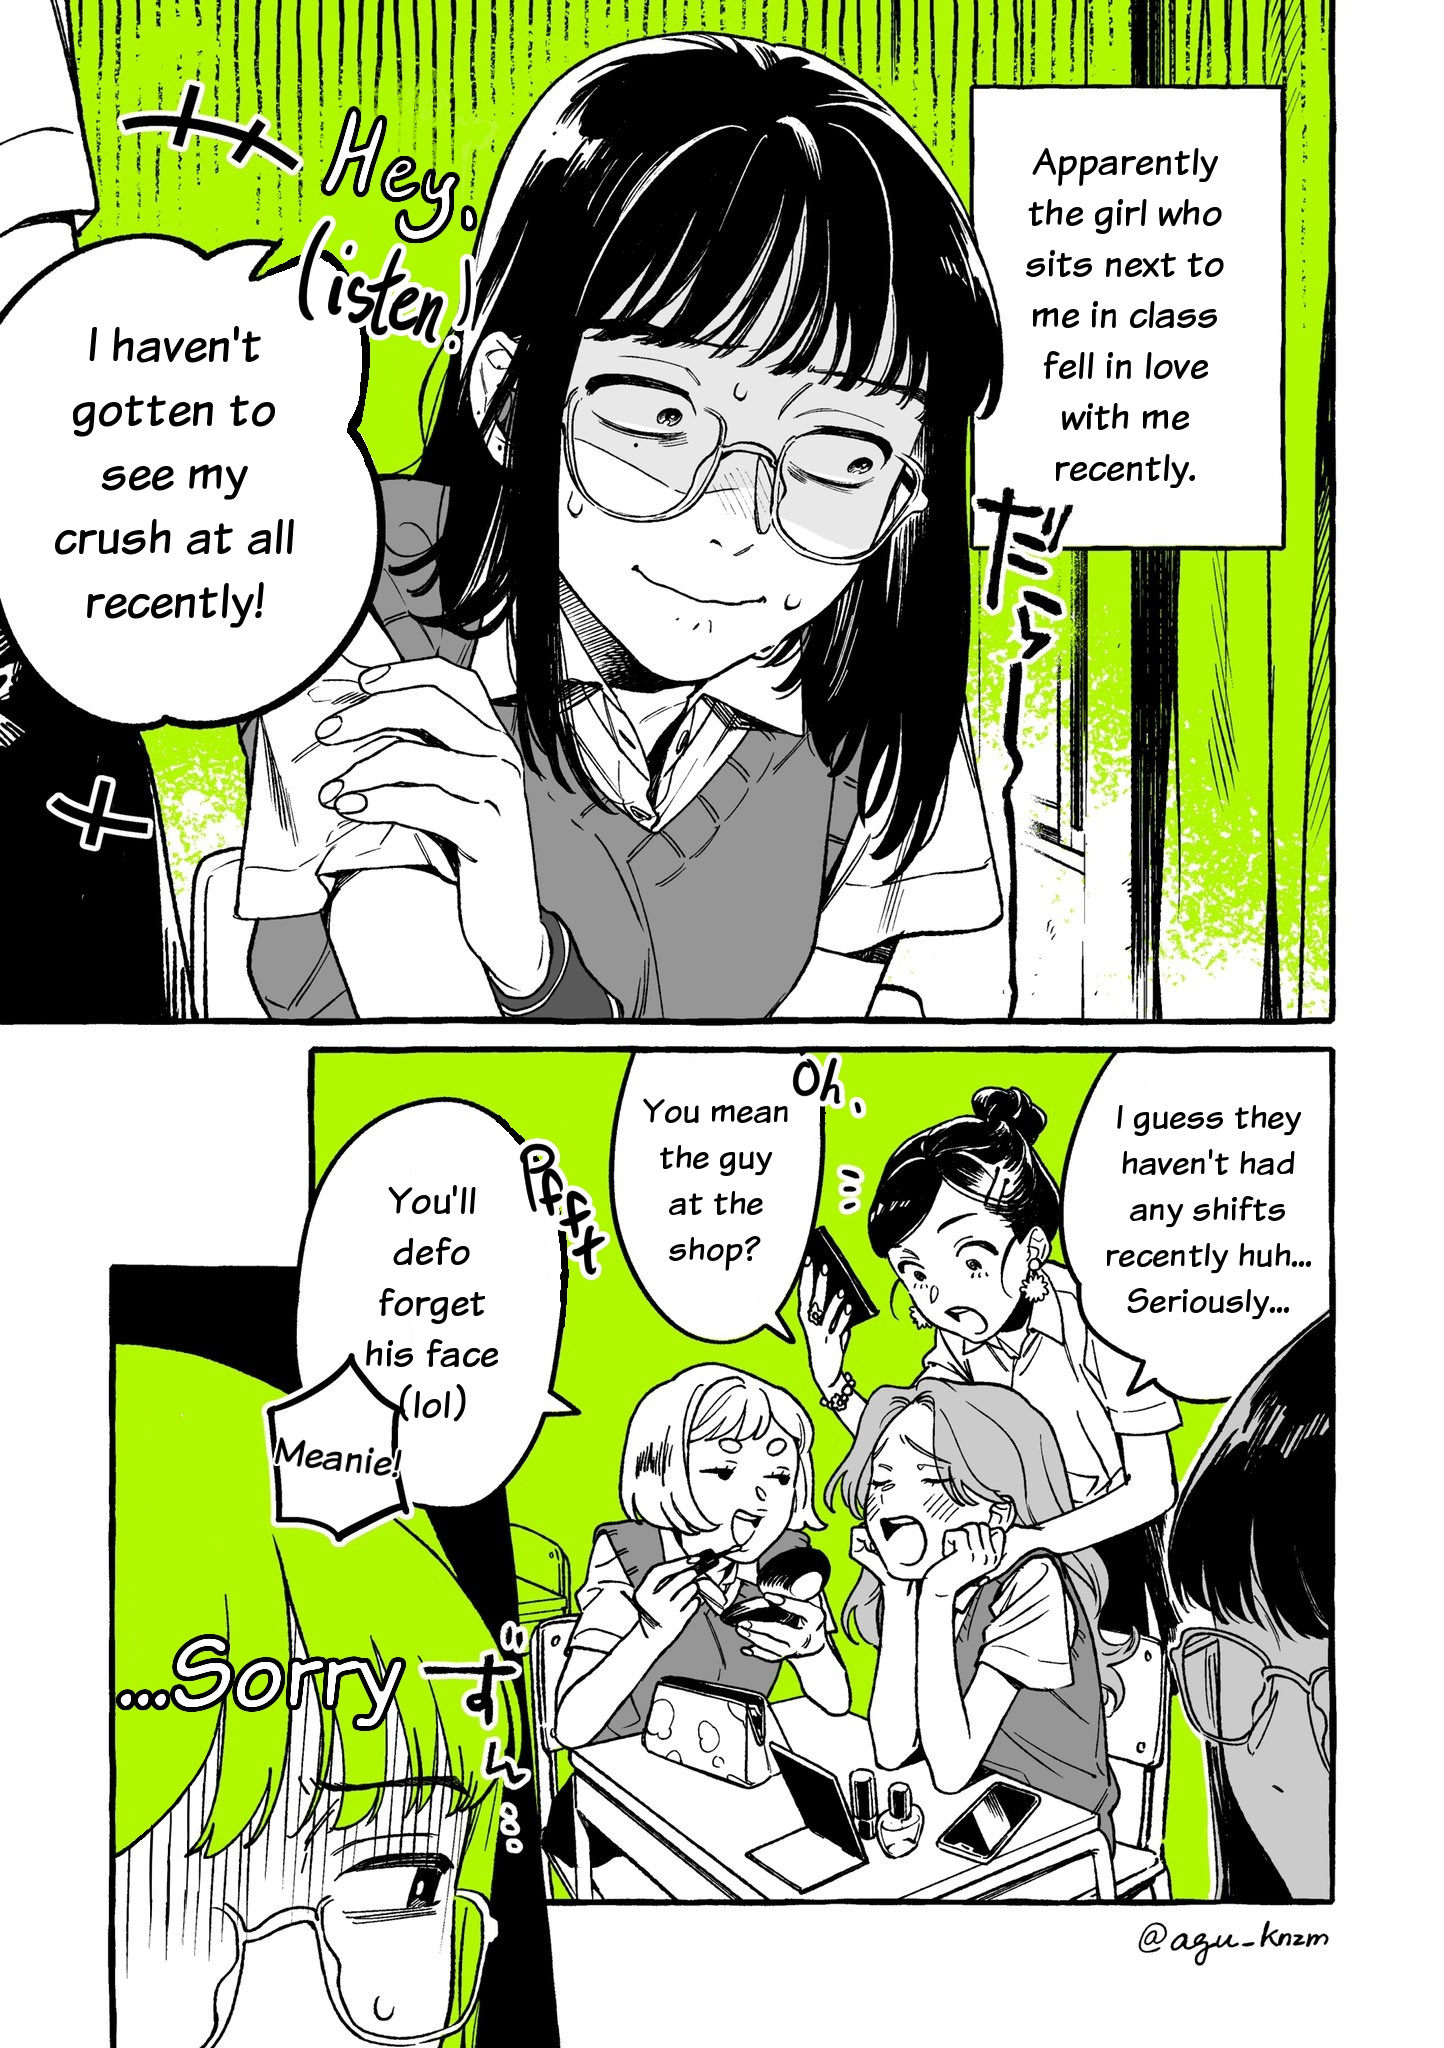 Apparently
the girl who
sits next to
me in class
fell in love
with me
recently.
だらー
Hey,
listen!
I haven't
gotten to
see my
crush at all
recently!
I guess they
haven't had
any shifts
recently huh...
Seriously...
Oh,
You mean
the guy
at the
shop?
Pffft
You'll
defo
forget
his face
(lol)
Meanie!
...Sorry
ずーん...
@agu_knzm